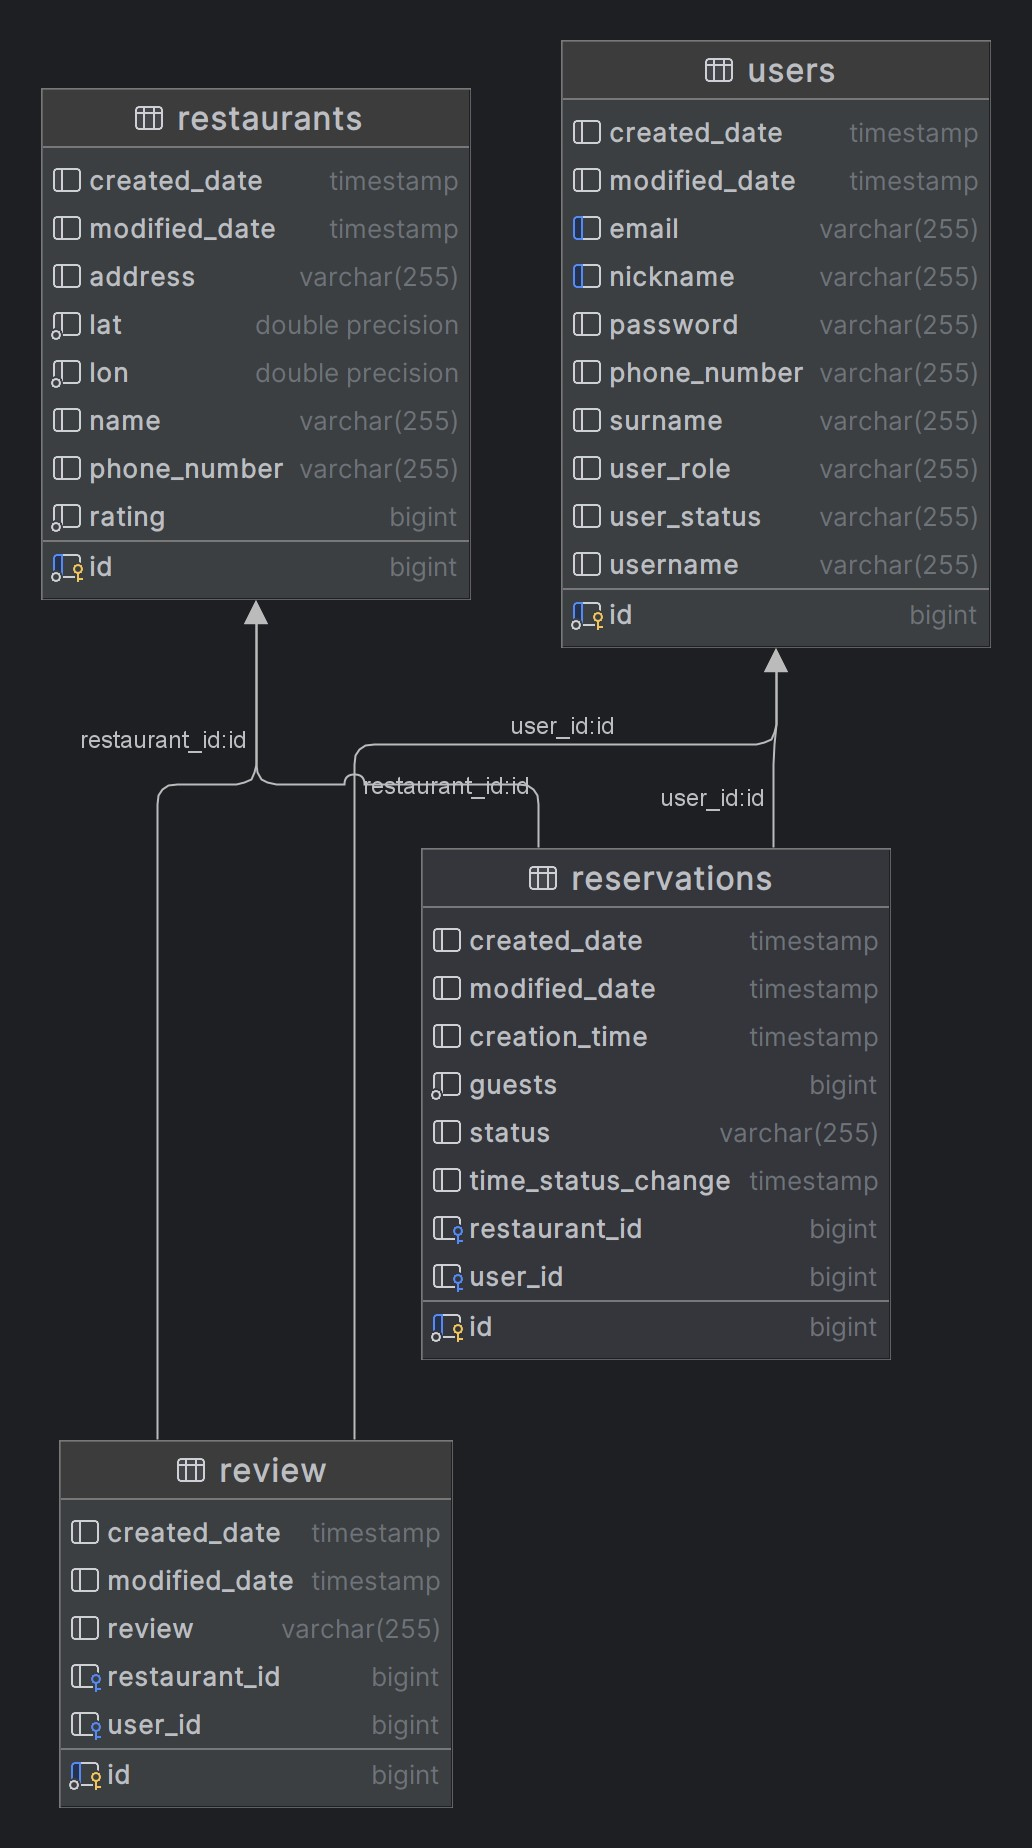 users
created_date timestamp
modified_date timestamp
email varchar(255)
nickname varchar(255)
password varchar(255)
phone_number varchar(255)
surname varchar(255)
user_role varchar(255)
user_status varchar(255)
username varchar(255)
id bigint
restaurants
created_date timestamp
modified_date timestamp
address varchar(255)
lat double precision
lon double precision
name varchar(255)
phone_number varchar(255)
rating bigint
id bigint
user_id:id
restaurant_id:id
restaurant_id:id
user_id:id
reservations
created_date timestamp
modified_date timestamp
creation_time timestamp
guests bigint
status varchar(255)
time_status_change timestamp
restaurant_id bigint
user_id bigint
id bigint
review
created_date timestamp
modified_date timestamp
review varchar(255)
restaurant_id bigint
user_id bigint
id bigint